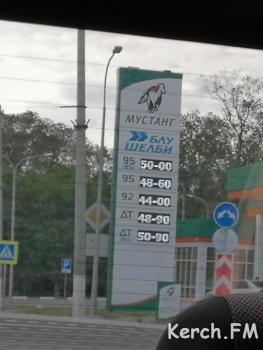 МУСТАНГ
БЛУ
ШЕЛБИ
95 50-00
95 48-60
92 44-00
ДТ 48-90
ДТ 50-90
P
Kerch.FM